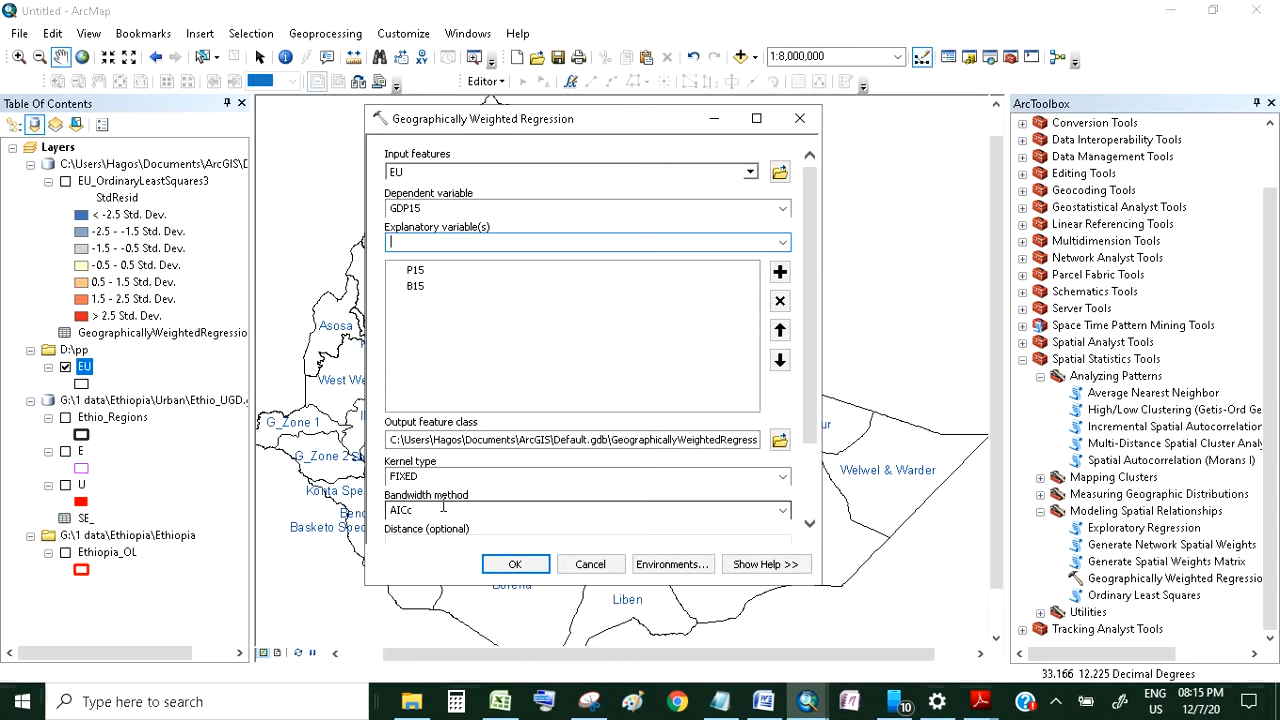 Untitled - ArcMap
File Edit View Bookmarks Insert Selection Geoprocessing Customize Windows Help
1:8,000,000
Editor
Table Of Contents
Layers
C:\Users\Hagos\Documents\ArcGIS\D
EU_OrdinaryLeastSquares3
StdResid
< -2.5 Std. Dev.
-2.5 - -1.5 Std. Dev.
-1.5 - -0.5 Std. Dev.
-0.5 - 0.5 Std. Dev.
0.5 - 1.5 Std. Dev.
1.5 - 2.5 Std. Dev.
> 2.5 Std. Dev.
GeographicallyWeightedRegressio
D:\pp
EU
G:\1 data\Ethiopia\Urban\Ethio_UGD.g
Ethio_Regions
E
U
SE_
G:\1 data\Ethiopia\Ethiopia
Ethiopia_OL
Asosa
West We
G_Zone 1
G_Zone 2
Konta Spe
Benc
Basketo Spe
Welwel & Warder
Borena
Liben
Geographically Weighted Regression
Input features
EU
Dependent variable
GDP15
Explanatory variable(s)
P15
B15
Output feature class
C:\Users\Hagos\Documents\ArcGIS\Default.gdb\GeographicallyWeightedRegress
Kernel type
FIXED
Bandwidth method
AICc
Distance (optional)
OK Cancel Environments... Show Help >>
ArcToolbox
Conversion Tools
Data Interoperability Tools
Data Management Tools
Editing Tools
Geocoding Tools
Geostatistical Analyst Tools
Linear Referencing Tools
Multidimension Tools
Network Analyst Tools
Parcel Fabric Tools
Schematics Tools
Server Tools
Space Time Pattern Mining Tools
Spatial Analyst Tools
Spatial Statistics Tools
Analyzing Patterns
Average Nearest Neighbor
High/Low Clustering (Getis-Ord Ge
Incremental Spatial Autocorrelation
Multi-Distance Spatial Cluster Anal
Spatial Autocorrelation (Morans I)
Mapping Clusters
Measuring Geographic Distributions
Modeling Spatial Relationships
Exploratory Regression
Generate Network Spatial Weights
Generate Spatial Weights Matrix
Geographically Weighted Regressio
Ordinary Least Squares
Utilities
Tracking Analyst Tools
33.166 12.225 Decimal Degrees
Type here to search
10
ENG
US
08:15 PM
12/7/20